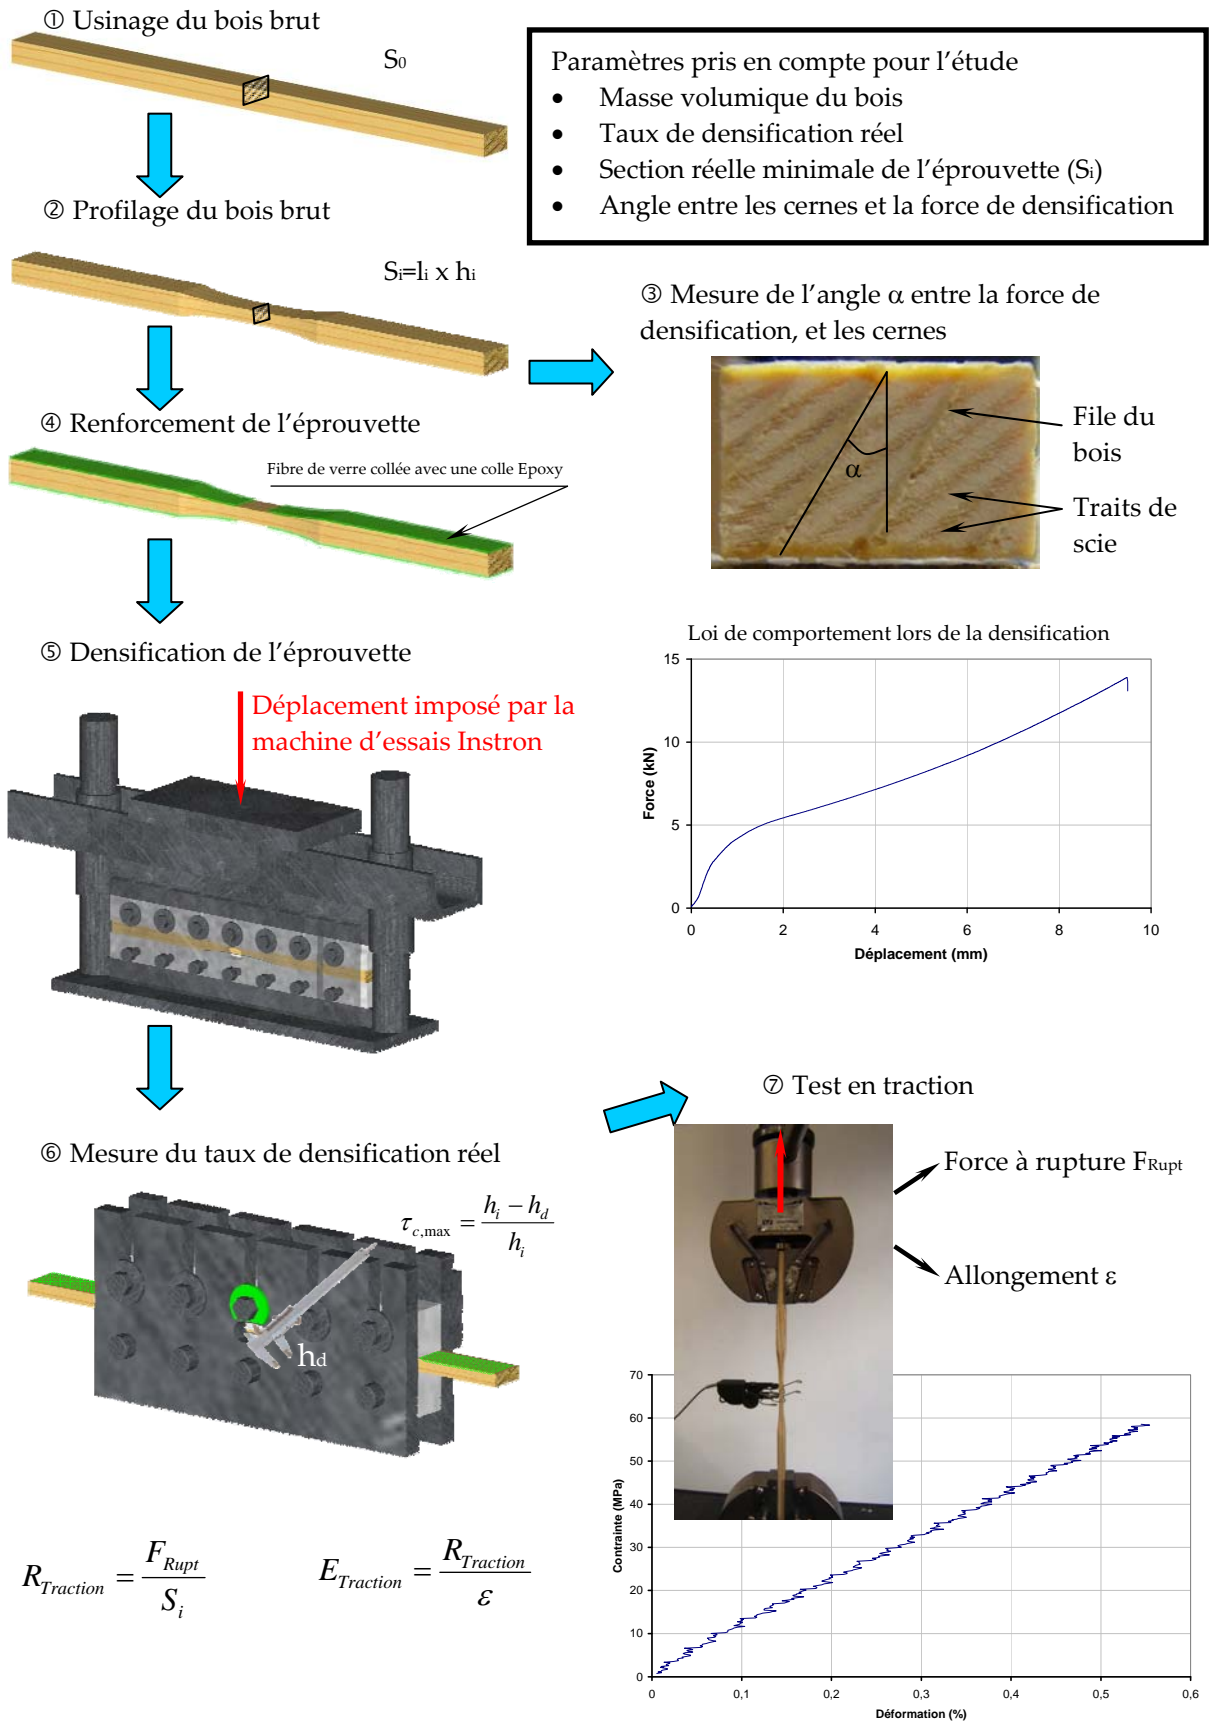 ① Usinage du bois brut
S0
Paramètres pris en compte pour l'étude
• Masse volumique du bois
• Taux de densification réel
• Section réelle minimale de l'éprouvette (Si)
• Angle entre les cernes et la force de densification
② Profilage du bois brut
Si=li x hi
③ Mesure de l'angle α entre la force de
densification, et les cernes
α
File du
bois
Traits de
scie
④ Renforcement de l'éprouvette
Fibre de verre collée avec une colle Epoxy
⑤ Densification de l'éprouvette
Déplacement imposé par la
machine d'essais Instron
Loi de comportement lors de la densification
15
10
5
0
Force (kN)
0 2 4 6 8 10
Déplacement (mm)
⑥ Mesure du taux de densification réel
τc,max = (hi − hd) / hi
hd
⑦ Test en traction
Force à rupture FRupt
Allongement ε
70
60
50
40
30
20
10
0
Contrainte (MPa)
0 0,1 0,2 0,3 0,4 0,5 0,6
Déformation (%)
RTraction = FRupt / Si
ETraction = RTraction / ε